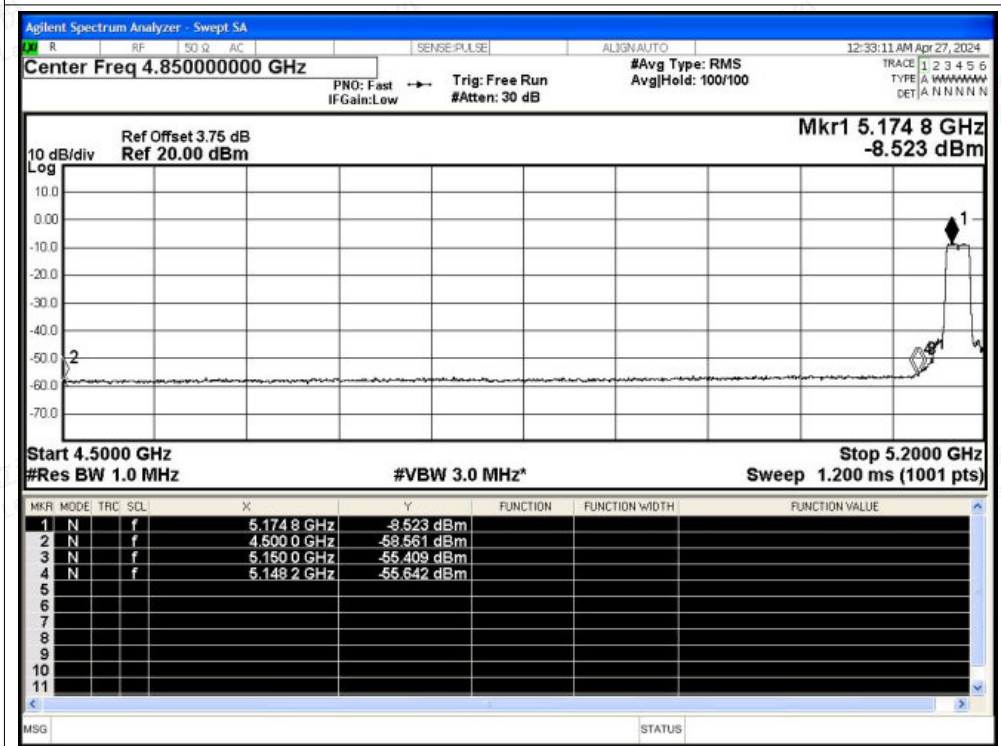 Agilent Spectrum Analyzer - Swept SA
LXI R RF 50 Ω AC SENSE:PULSE ALIGN AUTO 12:33:11 AM Apr 27, 2024
Center Freq 4.850000000 GHz #Avg Type: RMS TRACE 1 2 3 4 5 6
PNO: Fast Trig: Free Run Avg|Hold: 100/100 TYPE A WWWWW
IFGain:Low #Atten: 30 dB DET A N N N N N
Mkr1 5.174 8 GHz
Ref Offset 3.75 dB
10 dB/div Ref 20.00 dBm -8.523 dBm
Log
10.0
1
0.00
-10.0
-20.0
-30.0
-40.0
-50.0 2
-60.0
-70.0
Start 4.5000 GHz Stop 5.2000 GHz
#Res BW 1.0 MHz #VBW 3.0 MHz* Sweep 1.200 ms (1001 pts)
MKR MODE TRC SCL X Y FUNCTION FUNCTION WIDTH FUNCTION VALUE
1 N f 5.174 8 GHz -8.523 dBm
2 N f 4.500 0 GHz -58.561 dBm
3 N f 5.150 0 GHz -55.409 dBm
4 N f 5.148 2 GHz -55.642 dBm
5
6
7
8
9
10
11
MSG STATUS